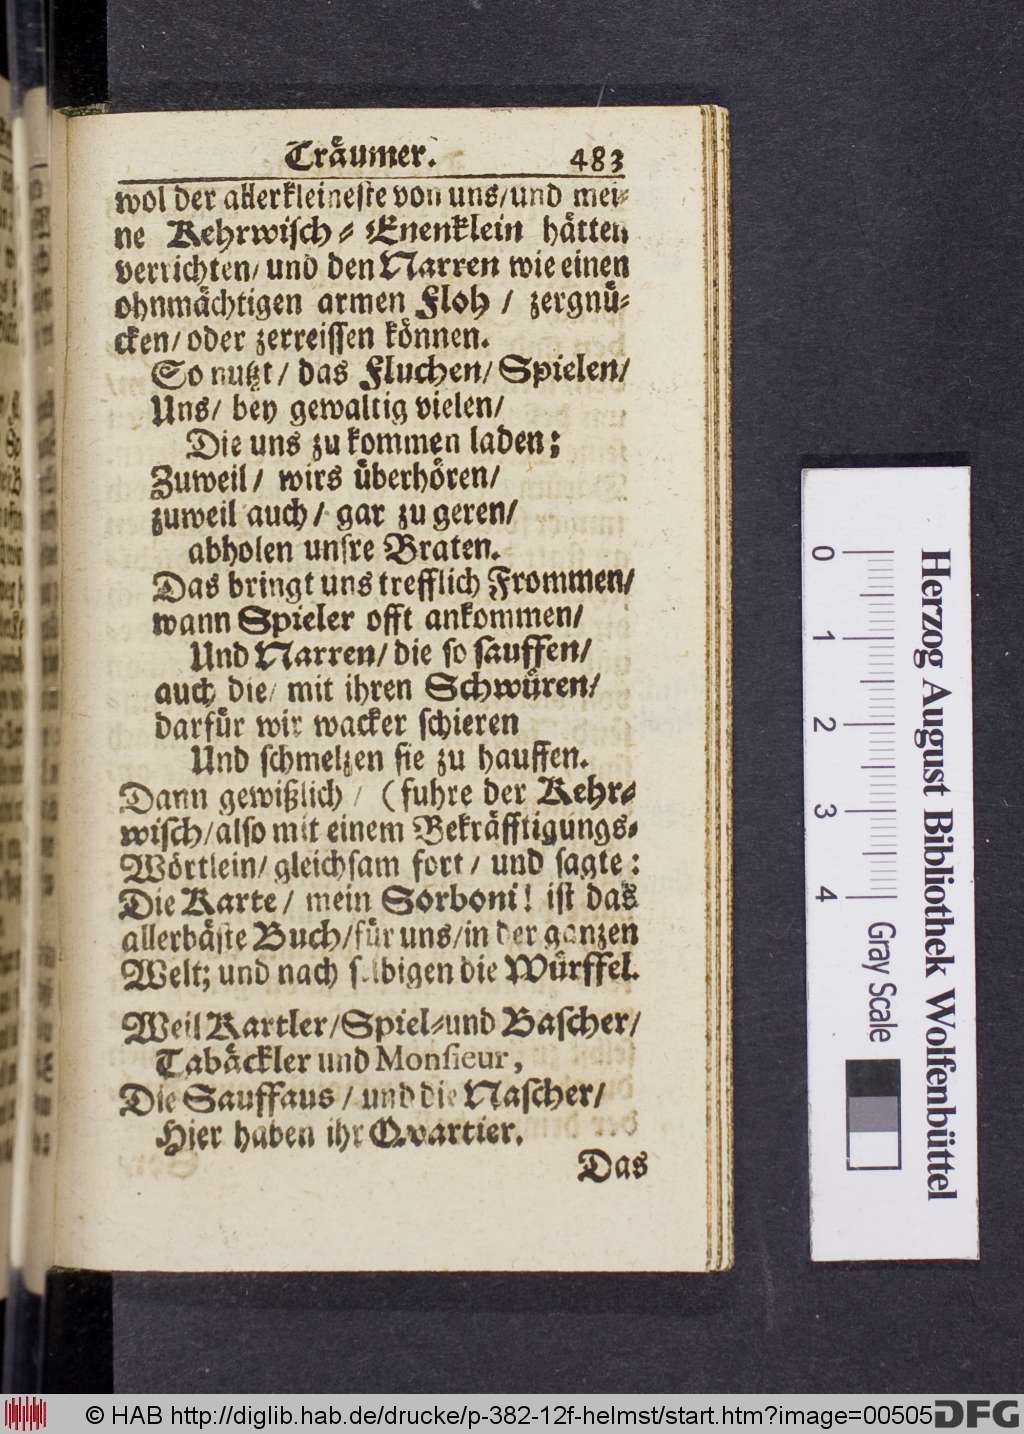 Träumer. 483
wol der allerkleineste von uns/ und mei⸗
ne Kehrwisch⸗Enenklein hätten
verrichten/ und den Narren wie einen
ohnmächtigen armen Floh / zergnü⸗
cken/ oder zerreissen können.
So nutzt/ das Fluchen/ Spielen/
Uns/ bey gewaltig vielen/
Die uns zu kommen laden;
Zuweil / wirs überhören/
zuweil auch/ gar zu geren/
abholen unsre Braten.
Das bringt uns trefflich Frommen/
wann Spieler offt ankommen/
Und Narren/ die so sauffen/
auch die/ mit ihren Schwüren/
darfür wir wacker schieren
Und schmelzen sie zu hauffen.
Dann gewißlich / (fuhre der Kehr⸗
wisch/ also mit einem Bekräfftigungs⸗
Wörtlein/ gleichsam fort/ und sagte:
Die Karte/ mein Sorboni! ist das
allerbäste Buch/ für uns/ in der ganzen
Welt; und nach selbigen die Würffel.
Weil Kartler/ Spiel⸗und Bascher/
Tabäckler und Monsieur,
Die Sauffaus / und die Nascher/
Hier haben ihr Qvartier.
Das
0 1 2 3 4 Gray Scale
Herzog August Bibliothek Wolfenbüttel
© HAB http://diglib.hab.de/drucke/p-382-12f-helmst/start.htm?image=00505
DFG